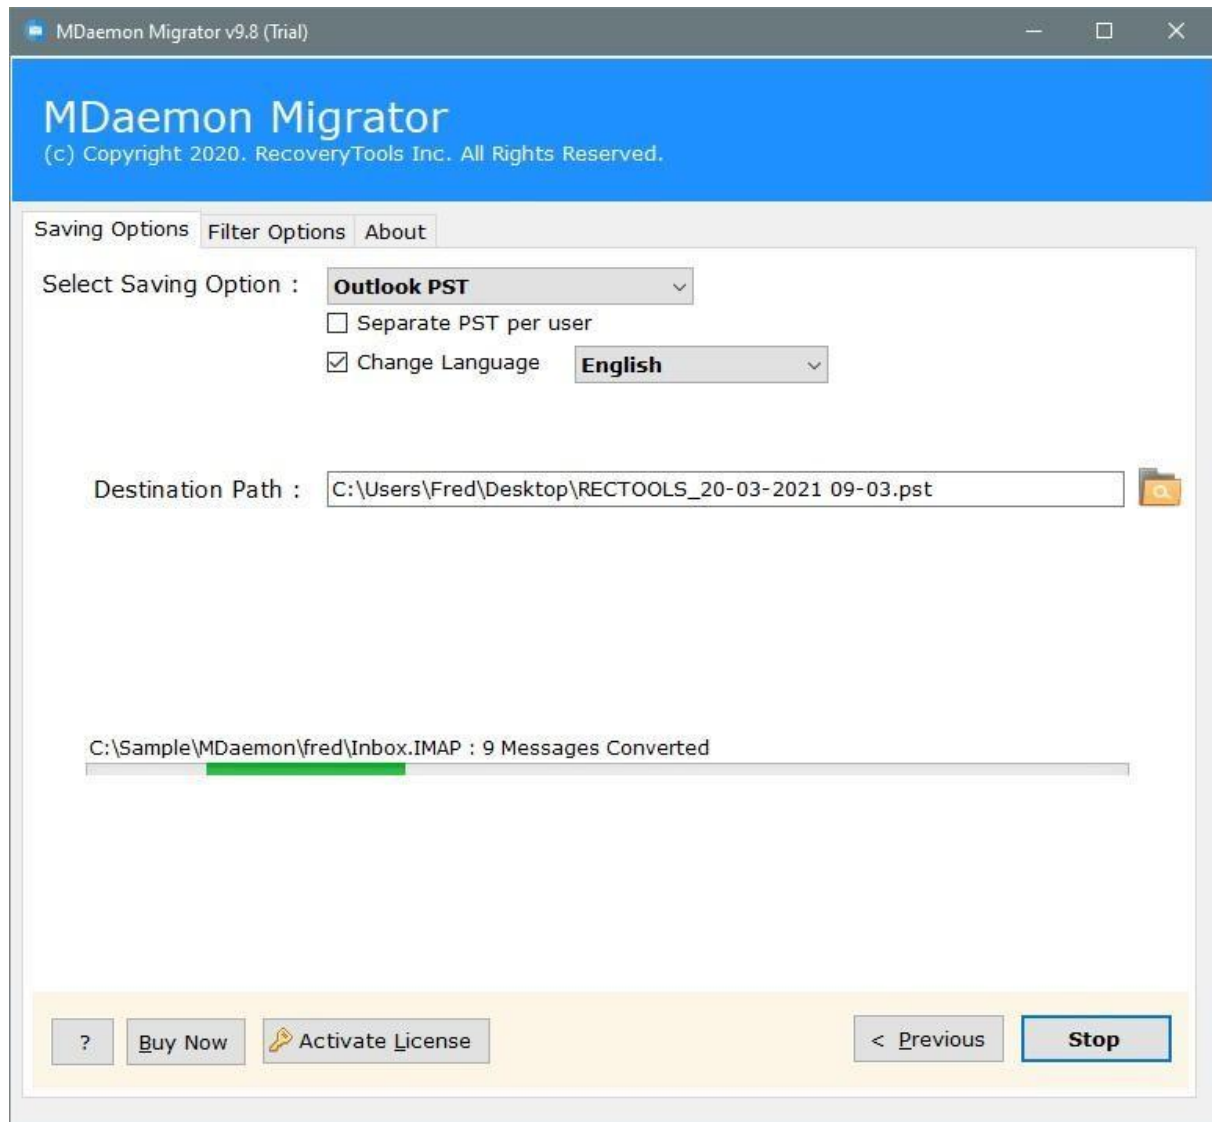 MDaemon Migrator v9.8 (Trial)
MDaemon Migrator
(c) Copyright 2020. RecoveryTools Inc. All Rights Reserved.
Saving Options Filter Options About
Select Saving Option : Outlook PST
Separate PST per user
Change Language English
Destination Path : C:\Users\Fred\Desktop\RECTOOLS_20-03-2021 09-03.pst
C:\Sample\MDaemon\fred\Inbox.IMAP : 9 Messages Converted
? Buy Now Activate License < Previous Stop